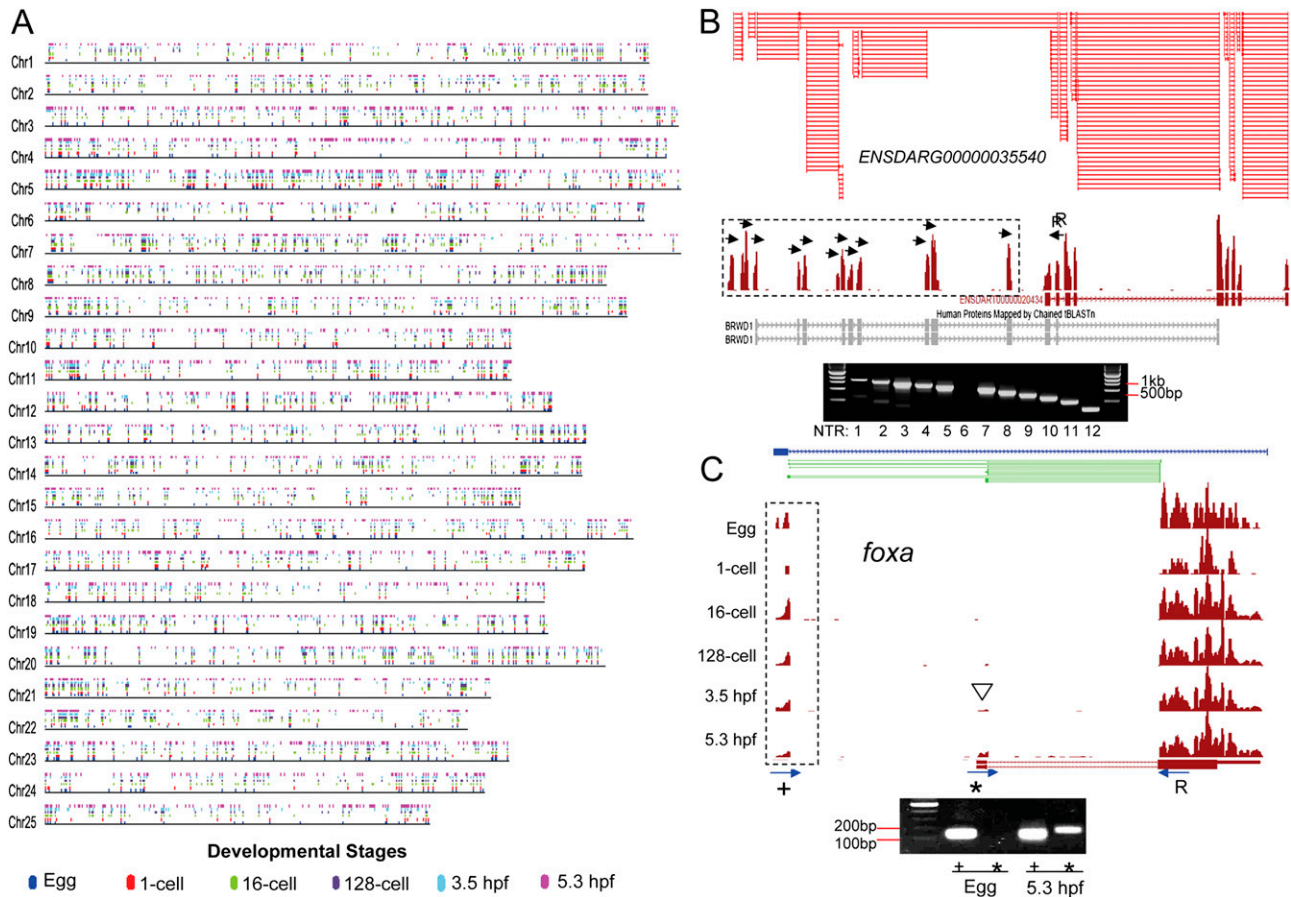 A
Chr1
Chr2
Chr3
Chr4
Chr5
Chr6
Chr7
Chr8
Chr9
Chr10
Chr11
Chr12
Chr13
Chr14
Chr15
Chr16
Chr17
Chr18
Chr19
Chr20
Chr21
Chr22
Chr23
Chr24
Chr25
Developmental Stages
Egg 1-cell 16-cell 128-cell 3.5 hpf 5.3 hpf
B
ENSDARG00000035540
R
ENSDART00000020434
Human Proteins Mapped by Chained tBLASTn
BRWD1
BRWD1
1kb
500bp
NTR: 1 2 3 4 5 6 7 8 9 10 11 12
C
foxa
Egg
1-cell
16-cell
128-cell
3.5 hpf
5.3 hpf
+ * R
200bp
100bp
+ * + *
Egg 5.3 hpf